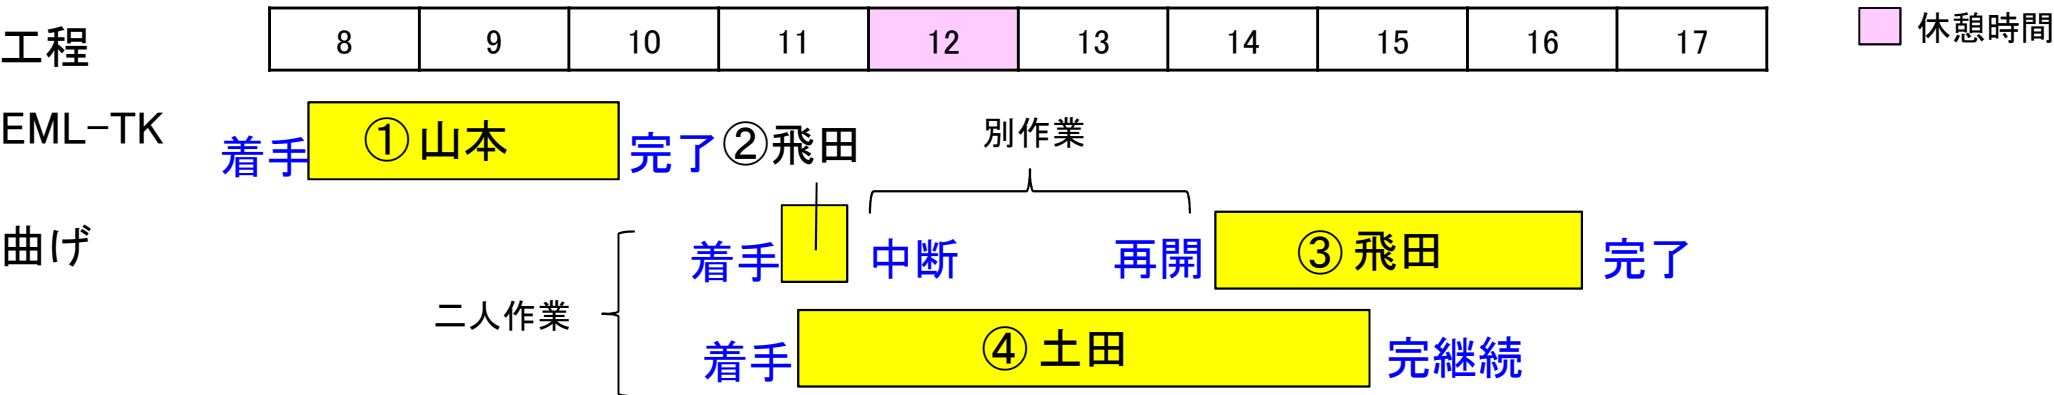 工程 8 9 10 11 12 13 14 15 16 17 休憩時間
EML-TK 着手 ①山本 完了 ②飛田 別作業
曲げ 着手 中断 再開 ③飛田 完了
二人作業
着手 ④土田 完継続